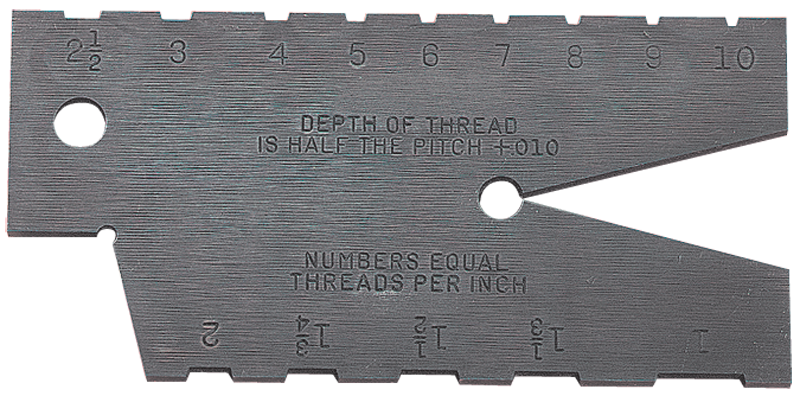 2½ 3 4 5 6 7 8 9 10
DEPTH OF THREAD
IS HALF THE PITCH +.010
NUMBERS EQUAL
THREADS PER INCH
2 1¾ 1½ 1⅓ 1